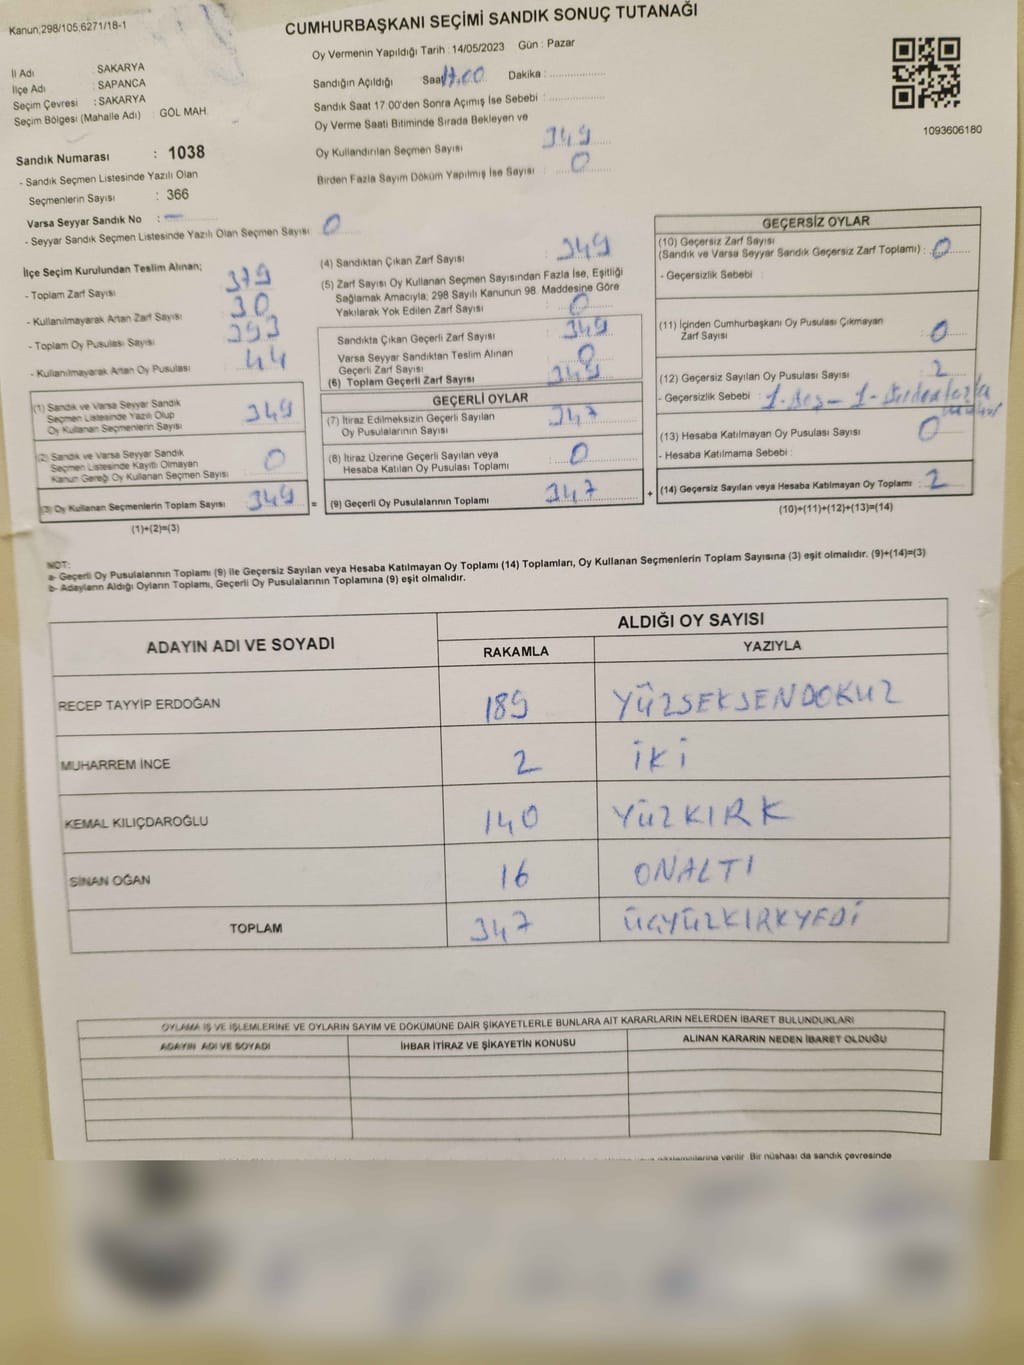 Kanun;298/105;6271/18-1
CUMHURBAŞKANI SEÇİMİ SANDIK SONUÇ TUTANAĞI
Oy Vermenin Yapıldığı Tarih : 14/05/2023 Gün : Pazar
İl Adı : SAKARYA
İlçe Adı : SAPANCA
Seçim Çevresi : SAKARYA
Seçim Bölgesi (Mahalle Adı) : GÖL MAH.
Sandığın Açıldığı Saat 17.00 Dakika : ..............
Sandık Saat 17.00'den Sonra Açımış İse Sebebi : ..............
Oy Verme Saati Bitiminde Sırada Bekleyen ve
Oy Kullandırılan Seçmen Sayısı 349
Birden Fazla Sayım Döküm Yapılmış İse Sayısı : 0
1093606180
Sandık Numarası : 1038
- Sandık Seçmen Listesinde Yazılı Olan
Seçmenlerin Sayısı : 366
Varsa Seyyar Sandık No : –
- Seyyar Sandık Seçmen Listesinde Yazılı Olan Seçmen Sayısı 0
İlçe Seçim Kurulundan Teslim Alınan;
- Toplam Zarf Sayısı 379
- Kullanılmayarak Artan Zarf Sayısı 30
- Toplam Oy Pusulası Sayısı 393
- Kullanılmayarak Artan Oy Pusulası 44
(1) Sandık ve Varsa Seyyar Sandık
Seçmen Listesinde Yazılı Olup
Oy Kullanan Seçmenlerin Sayısı 349
(2) Sandık ve Varsa Seyyar Sandık
Seçmen Listesinde Kayıtlı Olmayan
Kanun Gereği Oy Kullanan Seçmen Sayısı 0
(3) Oy Kullanan Seçmenlerin Toplam Sayısı 349 =
(1)+(2)=(3)
(4) Sandıktan Çıkan Zarf Sayısı : 349
(5) Zarf Sayısı Oy Kullanan Seçmen Sayısından Fazla İse, Eşitliği
Sağlamak Amacıyla; 298 Sayılı Kanunun 98. Maddesine Göre
Yakılarak Yok Edilen Zarf Sayısı : 0
Sandıkta Çıkan Geçerli Zarf Sayısı 349
Varsa Seyyar Sandıktan Teslim Alınan
Geçerli Zarf Sayısı 0
(6) Toplam Geçerli Zarf Sayısı 349
GEÇERLİ OYLAR
(7) İtiraz Edilmeksizin Geçerli Sayılan
Oy Pusulalarının Sayısı 347
(8) İtiraz Üzerine Geçerli Sayılan veya
Hesaba Katılan Oy Pusulası Toplamı 0
(9) Geçerli Oy Pusulalarının Toplamı 347 +
GEÇERSİZ OYLAR
(10) Geçersiz Zarf Sayısı
(Sandık ve Varsa Seyyar Sandık Geçersiz Zarf Toplamı) : 0
- Geçersizlik Sebebi :
(11) İçinden Cumhurbaşkanı Oy Pusulası Çıkmayan
Zarf Sayısı : 0
(12) Geçersiz Sayılan Oy Pusulası Sayısı : 2
- Geçersizlik Sebebi : 1-Boş - 1-Birden fazla
(13) Hesaba Katılmayan Oy Pusulası Sayısı : 0
- Hesaba Katılmama Sebebi :
(14) Geçersiz Sayılan veya Hesaba Katılmayan Oy Toplamı : 2
(10)+(11)+(12)+(13)=(14)
NOT:
a- Geçerli Oy Pusulalarının Toplamı (9) ile Geçersiz Sayılan veya Hesaba Katılmayan Oy Toplamı (14) Toplamları, Oy Kullanan Seçmenlerin Toplam Sayısına (3) eşit olmalıdır. (9)+(14)=(3)
b- Adayların Aldığı Oyların Toplamı, Geçerli Oy Pusulalarının Toplamına (9) eşit olmalıdır.
ADAYIN ADI VE SOYADI
ALDIĞI OY SAYISI
RAKAMLA YAZIYLA
RECEP TAYYİP ERDOĞAN 189 YÜZSEKSENDOKUZ
MUHARREM İNCE 2 İKİ
KEMAL KILIÇDAROĞLU 140 YÜZKIRK
SİNAN OĞAN 16 ONALTI
TOPLAM 347 ÜÇYÜZKIRKYEDİ
OYLAMA İŞ VE İŞLEMLERİNE VE OYLARIN SAYIM VE DÖKÜMÜNE DAİR ŞİKAYETLERLE BUNLARA AİT KARARLARIN NELERDEN İBARET BULUNDUKLARI
ADAYIN ADI VE SOYADI İHBAR İTİRAZ VE ŞİKAYETİN KONUSU ALINAN KARARIN NEDEN İBARET OLDUĞU
verilir. Bir nüshası da sandık çevresinde